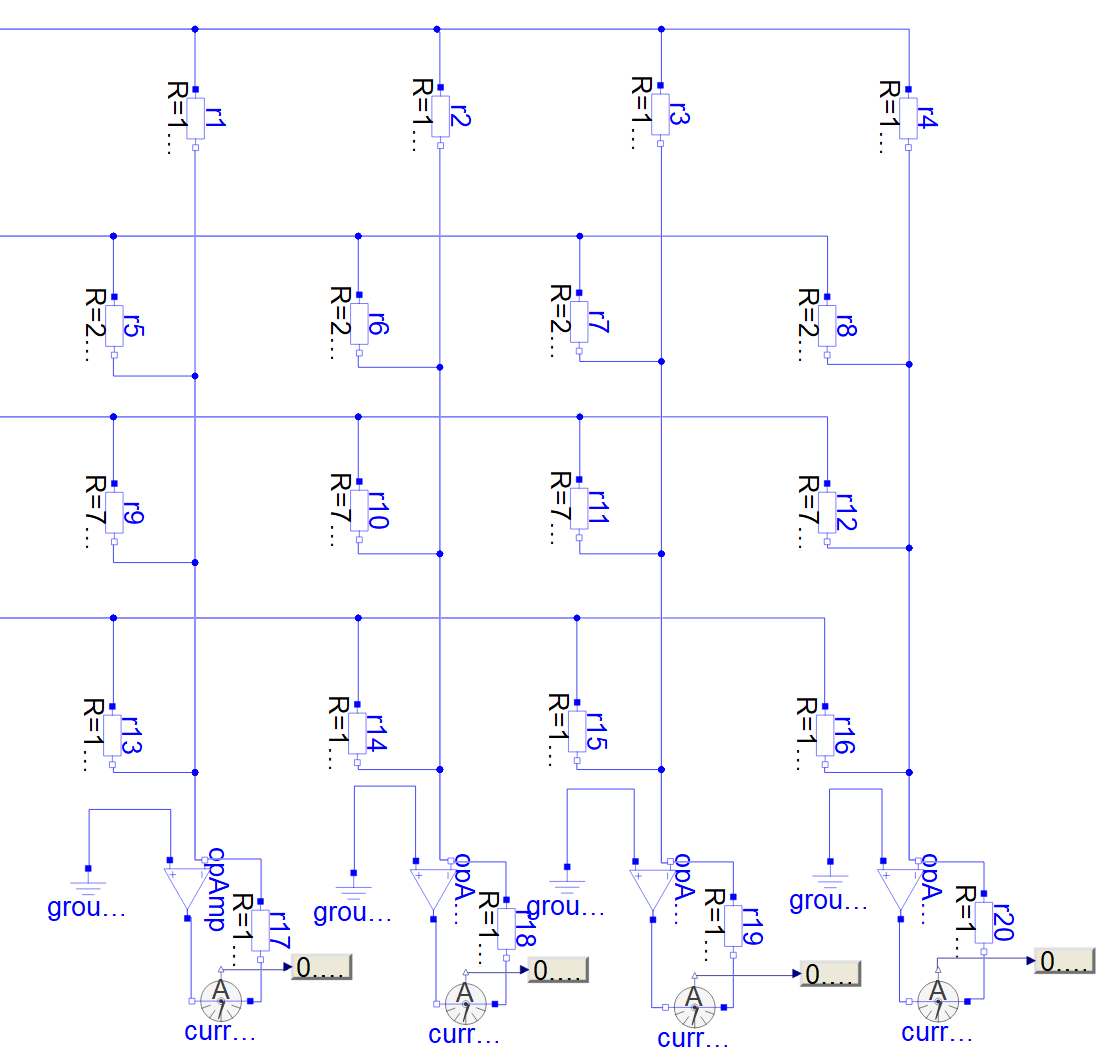 r1
R=1...
r2
R=1...
r3
R=1...
r4
R=1...
r5
R=2...
r6
R=2...
r7
R=2...
r8
R=2...
r9
R=7...
r10
R=7...
r11
R=7...
r12
R=7...
r13
R=1...
r14
R=1...
r15
R=1...
r16
R=1...
opAmp
opA...
opA...
opA...
+
+
+
+
grou...
grou...
grou...
grou...
r17
R=1...
r18
R=1...
r19
R=1...
r20
R=1...
A
0....
A
0....
A
0....
A
0....
curr...
curr...
curr...
curr...